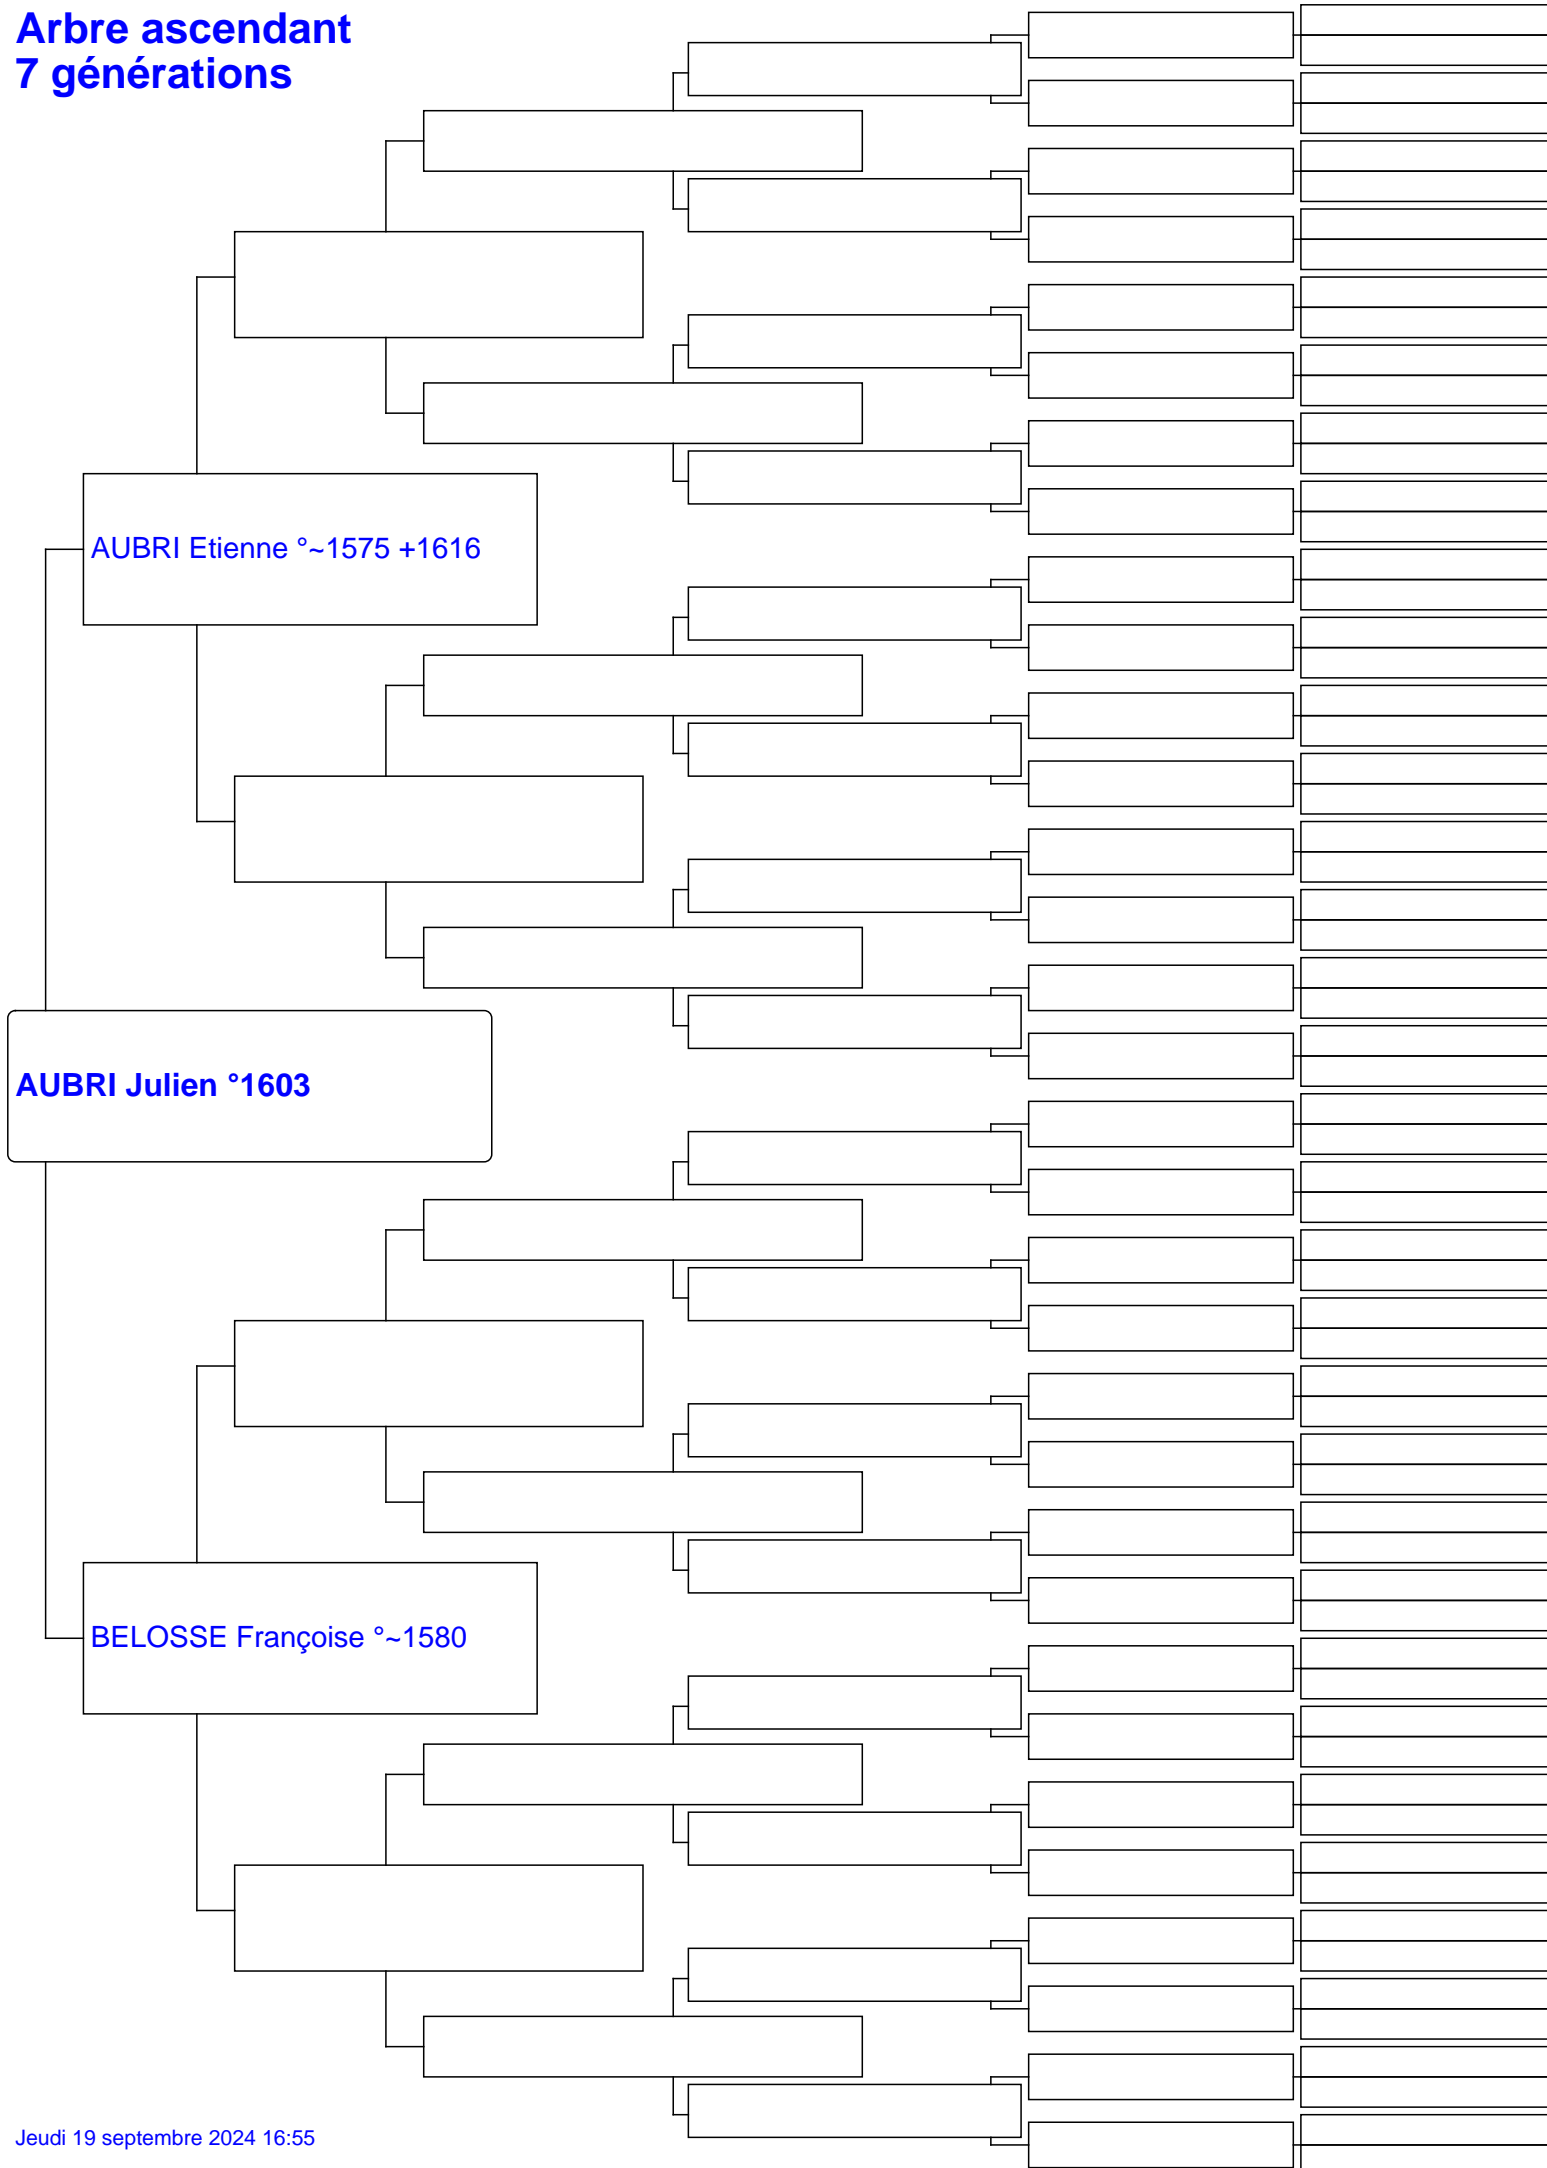 Arbre ascendant
7 générations
AUBRI Etienne °~1575 +1616
AUBRI Julien °1603
BELOSSE Françoise °~1580
Jeudi 19 septembre 2024 16:55